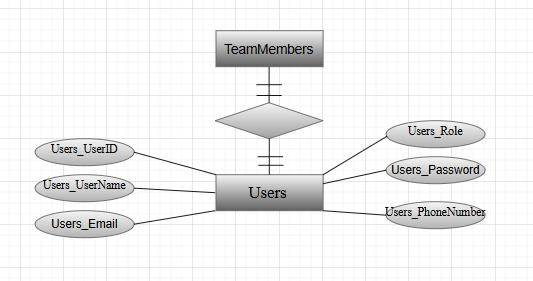 TeamMembers
Users_Role
Users_UserID
Users_Password
Users_UserName
Users
Users_PhoneNumber
Users_Email